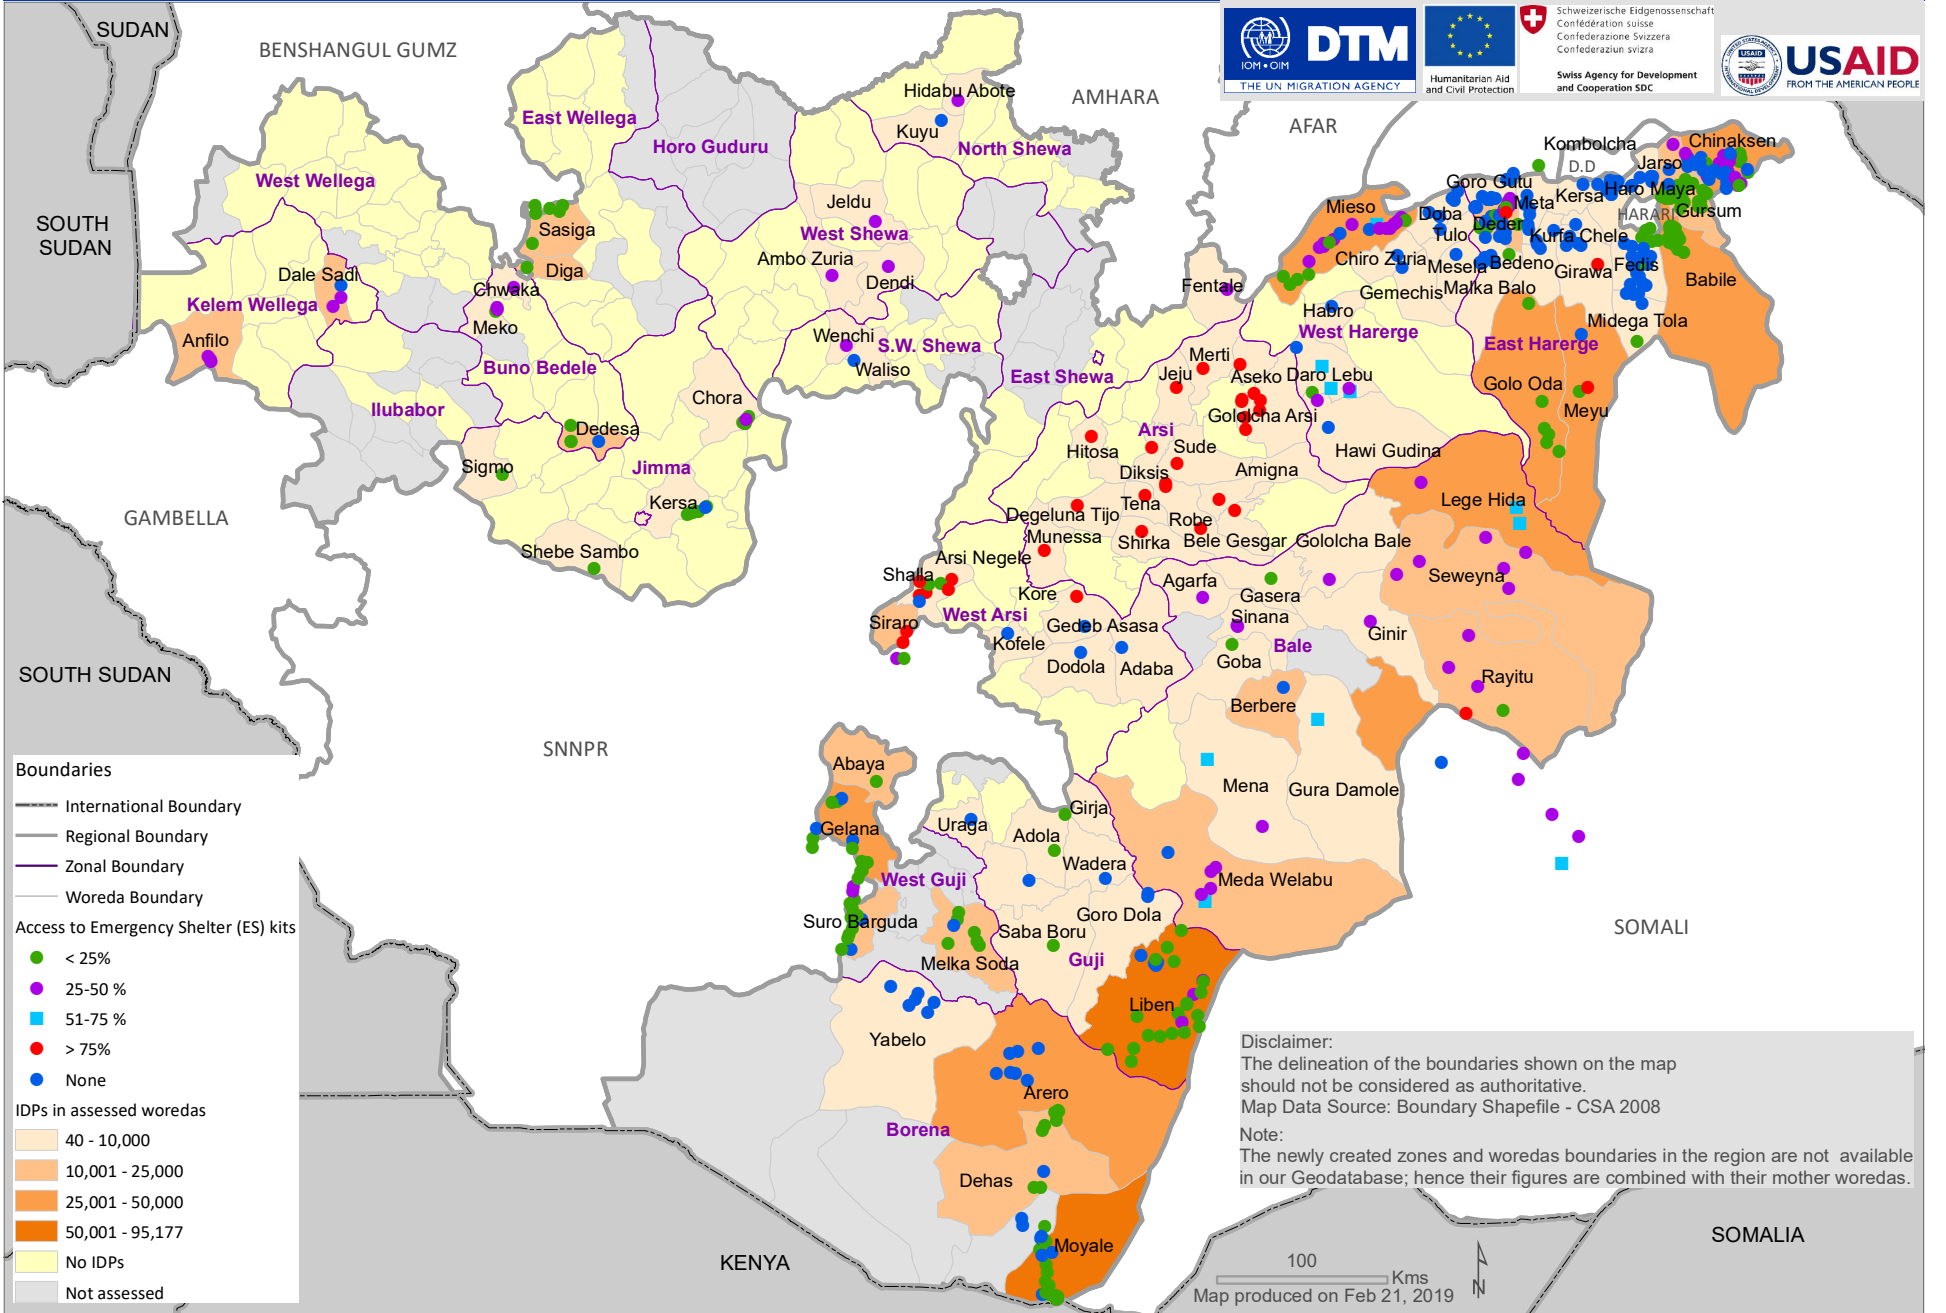 SUDAN
BENSHANGUL GUMZ
AMHARA
AFAR
IOM • OIM
DTM
THE UN MIGRATION AGENCY
Humanitarian Aid
and Civil Protection
Schweizerische Eidgenossenschaft
Confédération suisse
Confederazione Svizzera
Confederaziun svizra
Swiss Agency for Development
and Cooperation SDC
USAID
USAID
FROM THE AMERICAN PEOPLE
East Wellega
Horo Guduru
Hidabu Abote
Kuyu
North Shewa
West Wellega
Kombolcha
Chinaksen
D.D
Jarso
Goro Gutu
Kersa
Haro Maya
HARARI
Gursum
Meta
Mieso
Doba
Deder
Tulo
Kurfa Chele
SOUTH
SUDAN
Jeldu
West Shewa
Sasiga
Diga
Ambo Zuria
Dendi
Chiro Zuria
Mesela
Bedeno
Girawa
Fedis
Babile
Dale Sadi
Kelem Wellega
Chwaka
Meko
Fentale
Gemechis
Malka Balo
Habro
West Harerge
Midega Tola
East Harerge
Anfilo
Wenchi
S.W. Shewa
Waliso
Buno Bedele
East Shewa
Merti
Jeju
Aseko
Daro Lebu
Golo Oda
Meyu
Ilubabor
Chora
Gololcha Arsi
Arsi
Dedesa
Hitosa
Sude
Hawi Gudina
Sigmo
Jimma
Diksis
Amigna
Kersa
Tena
Lege Hida
GAMBELLA
Degeluna Tijo
Robe
Munessa
Shirka
Bele Gesgar
Gololcha Bale
Shebe Sambo
Arsi Negele
Shalla
Agarfa
Gasera
Seweyna
Kore
Siraro
West Arsi
Gedeb Asasa
Sinana
Ginir
Kofele
Bale
Dodola
Adaba
Goba
Rayitu
SOUTH SUDAN
Berbere
SNNPR
Abaya
Mena
Gura Damole
Girja
Gelana
Uraga
Adola
Wadera
West Guji
Meda Welabu
Suro Barguda
Goro Dola
Saba Boru
SOMALI
Melka Soda
Guji
Liben
Yabelo
Arero
Borena
Dehas
Moyale
KENYA
SOMALIA
Boundaries
International Boundary
Regional Boundary
Zonal Boundary
Woreda Boundary
Access to Emergency Shelter (ES) kits
< 25%
25-50 %
51-75 %
> 75%
None
IDPs in assessed woredas
40 - 10,000
10,001 - 25,000
25,001 - 50,000
50,001 - 95,177
No IDPs
Not assessed
Disclaimer:
The delineation of the boundaries shown on the map
should not be considered as authoritative.
Map Data Source: Boundary Shapefile - CSA 2008
Note:
The newly created zones and woredas boundaries in the region are not available
in our Geodatabase; hence their figures are combined with their mother woredas.
100
Kms
N
Map produced on Feb 21, 2019